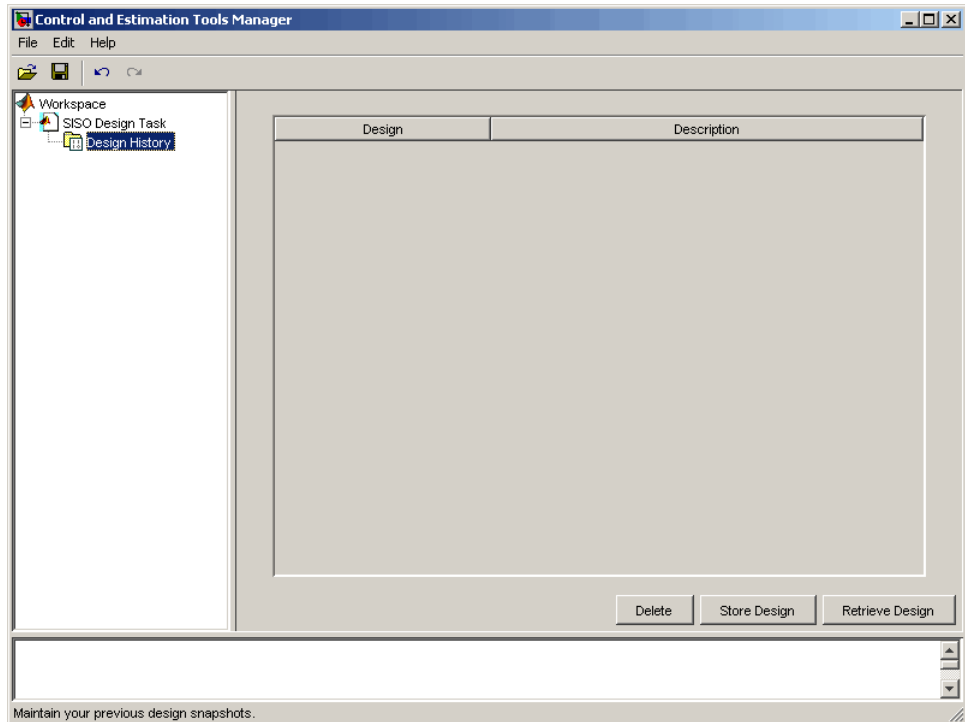 Control and Estimation Tools Manager
File Edit Help
Workspace
SISO Design Task
Design History
Design Description
Delete Store Design Retrieve Design
Maintain your previous design snapshots.